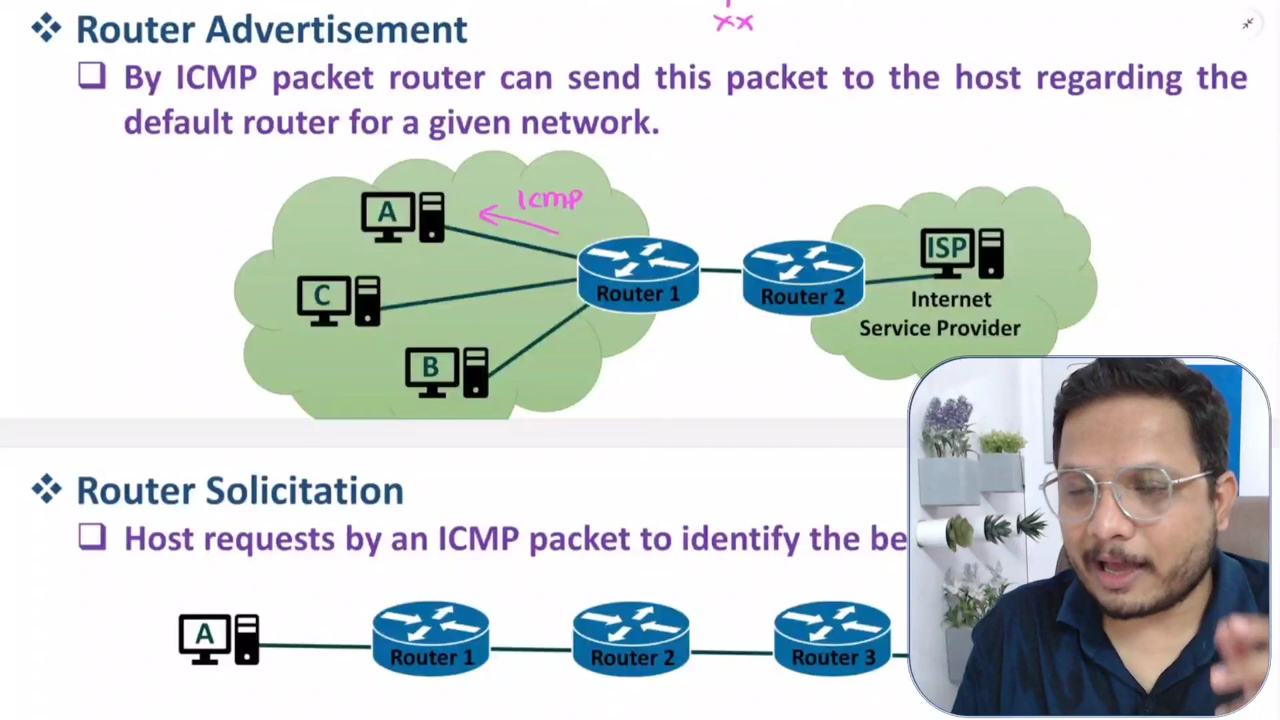 xx
Router Advertisement
By ICMP packet router can send this packet to the host regarding the
default router for a given network.
A
ICMP
ISP
C
Router 1
Router 2
Internet
Service Provider
B
Router Solicitation
Host requests by an ICMP packet to identify the be
A
Router 1
Router 2
Router 3